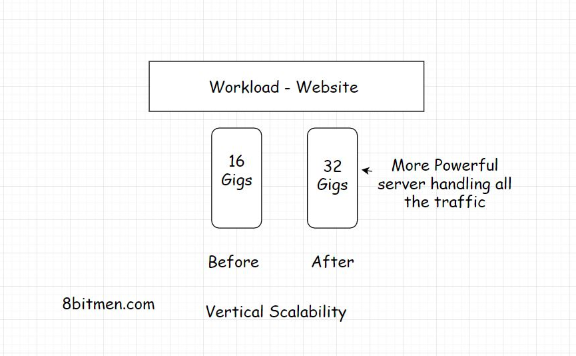 Workload - Website
16
Gigs
32
Gigs
More Powerful
server handling all
the traffic
Before
After
8bitmen.com
Vertical Scalability